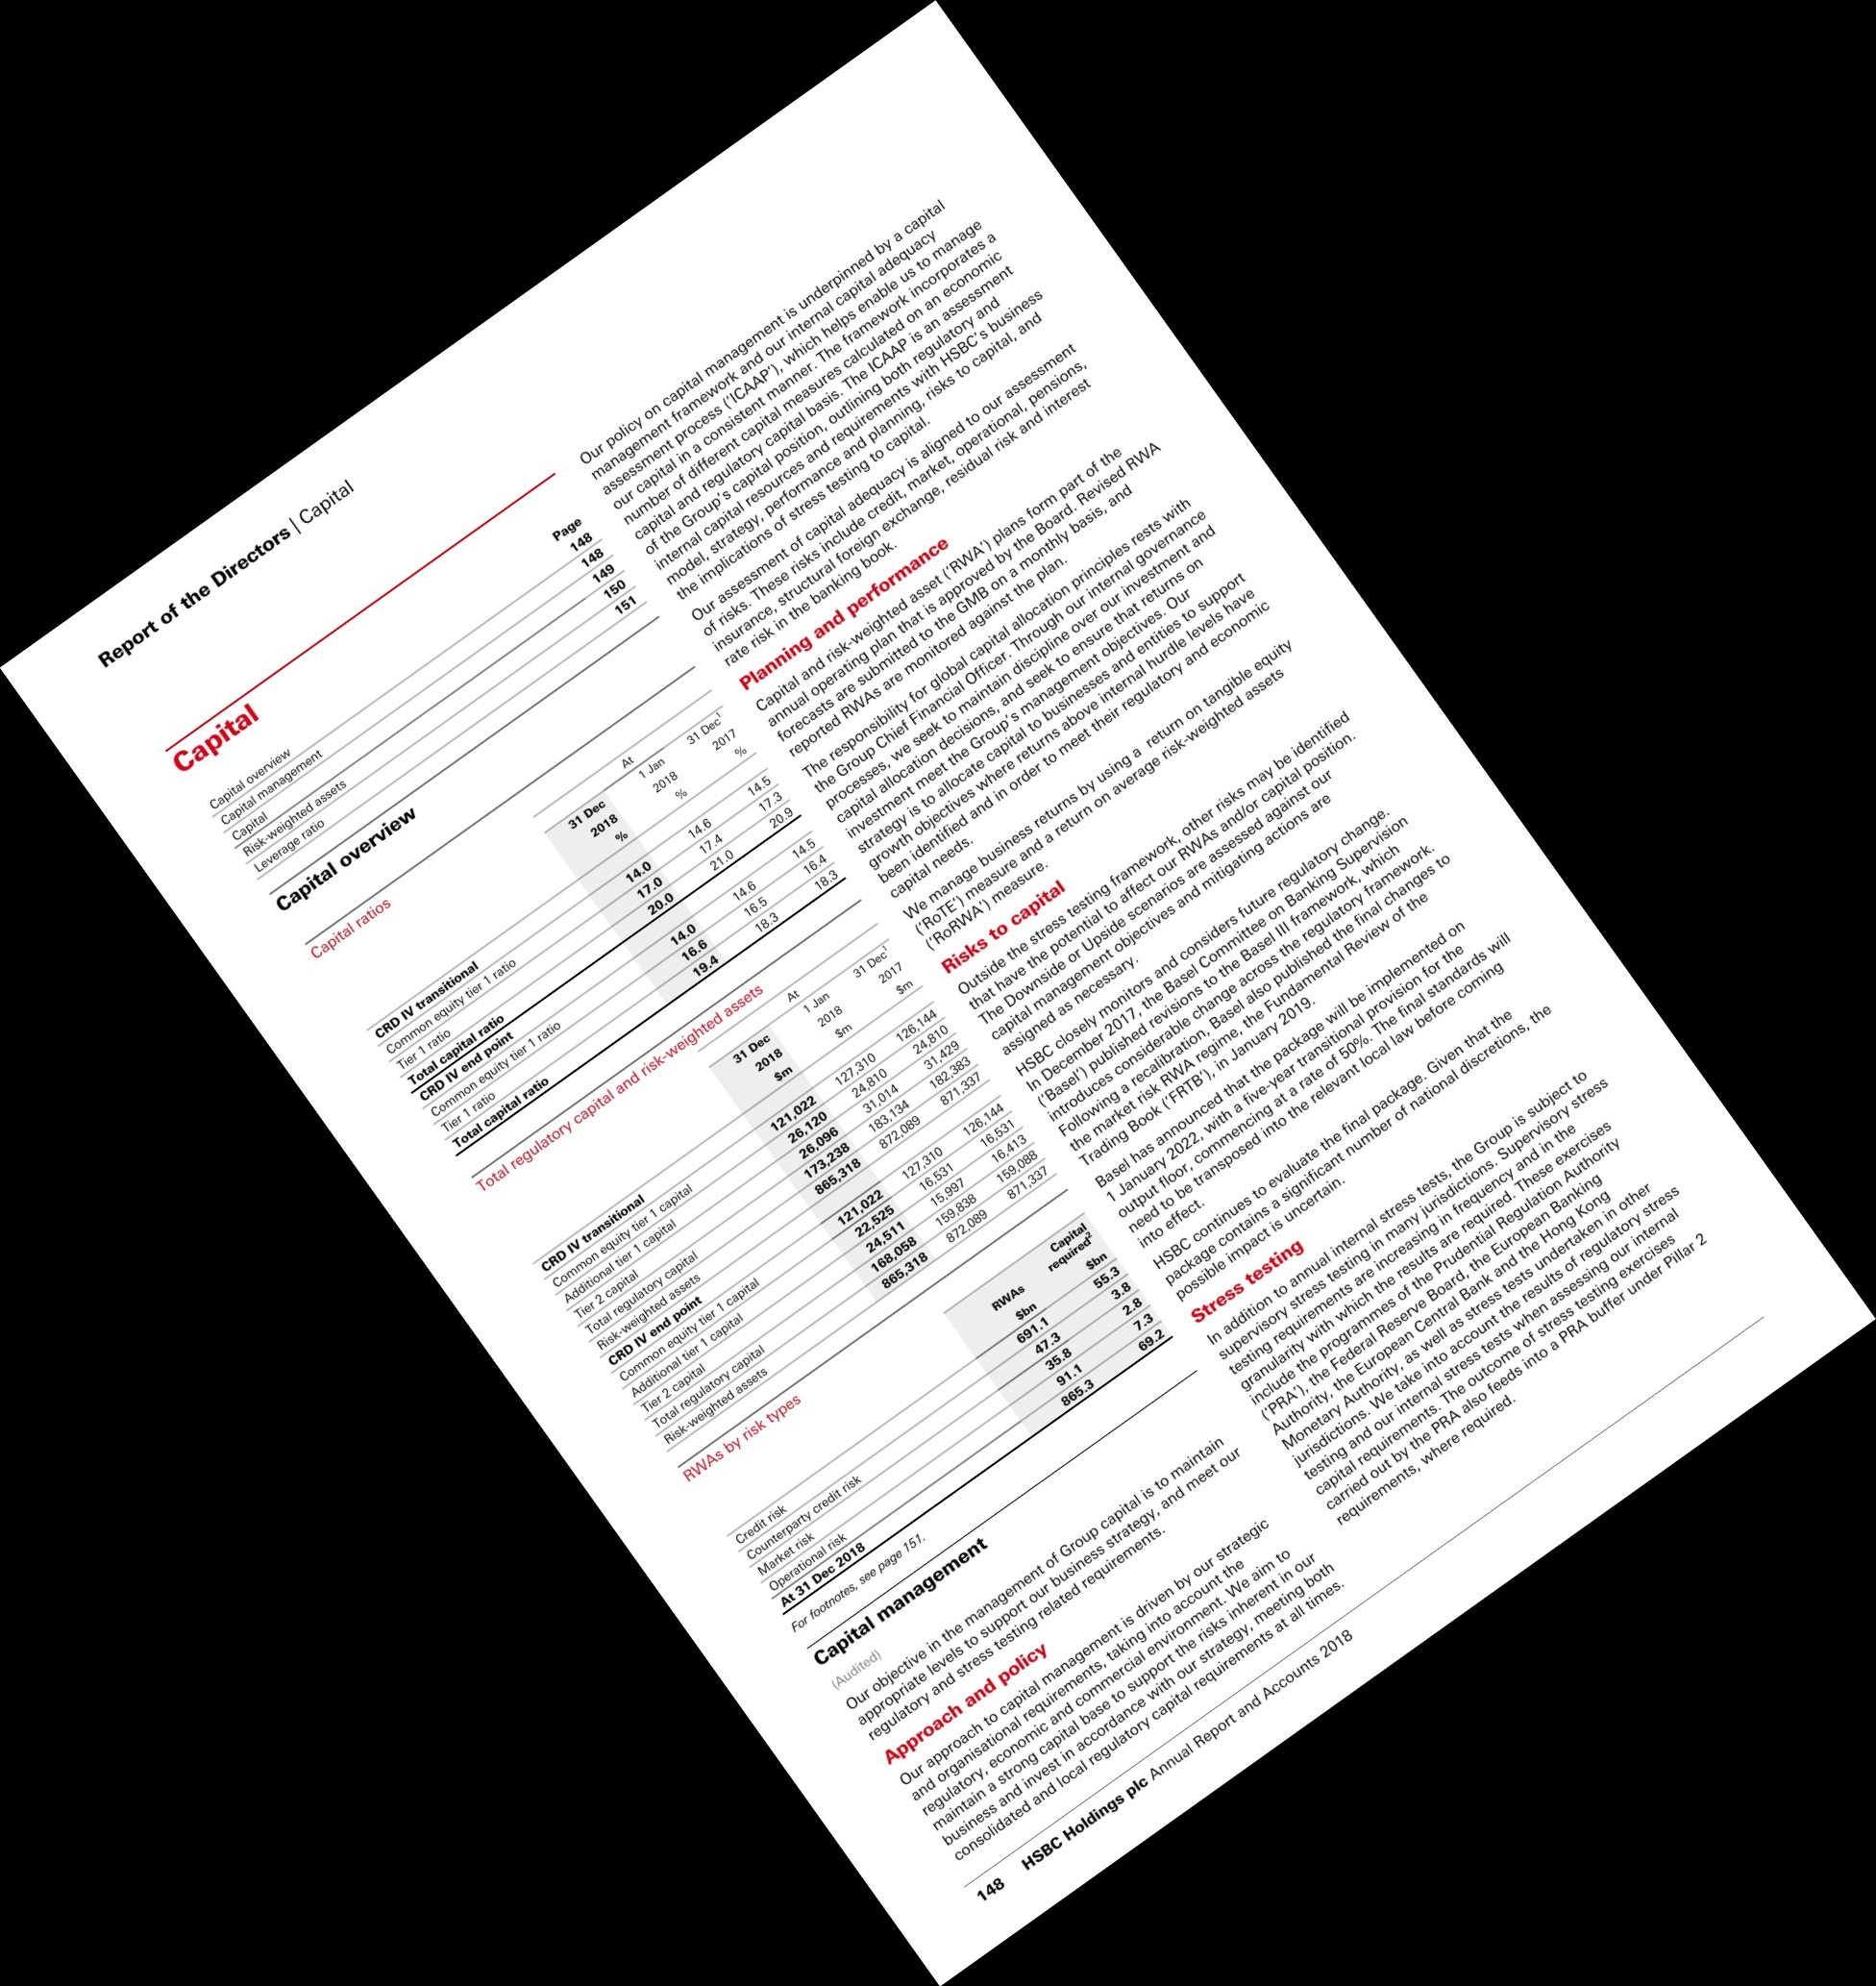 Report of the Directors | Capital
Capital
Page
Capital overview 148
Capital management 148
Capital 149
Risk-weighted assets 150
Leverage ratio 151
Capital overview
Capital ratios
At
31 Dec 1 Jan 31 Dec¹
2018 2018 2017
% % %
CRD IV transitional
Common equity tier 1 ratio 14.0 14.6 14.5
Tier 1 ratio 17.0 17.4 17.3
Total capital ratio 20.0 21.0 20.9
CRD IV end point
Common equity tier 1 ratio 14.0 14.6 14.5
Tier 1 ratio 16.6 16.5 16.4
Total capital ratio 19.4 18.3 18.3
Total regulatory capital and risk-weighted assets
At
31 Dec 1 Jan 31 Dec¹
2018 2018 2017
$m $m $m
CRD IV transitional
Common equity tier 1 capital 121,022 127,310 126,144
Additional tier 1 capital 26,120 24,810 24,810
Tier 2 capital 26,096 31,014 31,429
Total regulatory capital 173,238 183,134 182,383
Risk-weighted assets 865,318 872,089 871,337
CRD IV end point
Common equity tier 1 capital 121,022 127,310 126,144
Additional tier 1 capital 22,525 16,531 16,531
Tier 2 capital 24,511 15,997 16,413
Total regulatory capital 168,058 159,838 159,088
Risk-weighted assets 865,318 872,089 871,337
RWAs by risk types
Capital
RWAs required²
$bn $bn
Credit risk 691.1 55.3
Counterparty credit risk 47.3 3.8
Market risk 35.8 2.8
Operational risk 91.1 7.3
At 31 Dec 2018 865.3 69.2
For footnotes, see page 151.
Capital management
(Audited)
Our objective in the management of Group capital is to maintain
appropriate levels to support our business strategy, and meet our
regulatory and stress testing related requirements.
Approach and policy
Our approach to capital management is driven by our strategic
and organisational requirements, taking into account the
regulatory, economic and commercial environment. We aim to
maintain a strong capital base to support the risks inherent in our
business and invest in accordance with our strategy, meeting both
consolidated and local regulatory capital requirements at all times.
Our policy on capital management is underpinned by a capital
management framework and our internal capital adequacy
assessment process ('ICAAP'), which helps enable us to manage
our capital in a consistent manner. The framework incorporates a
number of different capital measures calculated on an economic
capital and regulatory capital basis. The ICAAP is an assessment
of the Group's capital position, outlining both regulatory and
internal capital resources and requirements with HSBC's business
model, strategy, performance and planning, risks to capital, and
the implications of stress testing to capital.
Our assessment of capital adequacy is aligned to our assessment
of risks. These risks include credit, market, operational, pensions,
insurance, structural foreign exchange, residual risk and interest
rate risk in the banking book.
Planning and performance
Capital and risk-weighted asset ('RWA') plans form part of the
annual operating plan that is approved by the Board. Revised RWA
forecasts are submitted to the GMB on a monthly basis, and
reported RWAs are monitored against the plan.
The responsibility for global capital allocation principles rests with
the Group Chief Financial Officer. Through our internal governance
processes, we seek to maintain discipline over our investment and
capital allocation decisions, and seek to ensure that returns on
investment meet the Group's management objectives. Our
strategy is to allocate capital to businesses and entities to support
growth objectives where returns above internal hurdle levels have
been identified and in order to meet their regulatory and economic
capital needs.
We manage business returns by using a return on tangible equity
('RoTE') measure and a return on average risk-weighted assets
('RoRWA') measure.
Risks to capital
Outside the stress testing framework, other risks may be identified
that have the potential to affect our RWAs and/or capital position.
The Downside or Upside scenarios are assessed against our
capital management objectives and mitigating actions are
assigned as necessary.
HSBC closely monitors and considers future regulatory change.
In December 2017, the Basel Committee on Banking Supervision
('Basel') published revisions to the Basel III framework, which
introduces considerable change across the regulatory framework.
Following a recalibration, Basel also published the final changes to
the market risk RWA regime, the Fundamental Review of the
Trading Book ('FRTB'), in January 2019.
Basel has announced that the package will be implemented on
1 January 2022, with a five-year transitional provision for the
output floor, commencing at a rate of 50%. The final standards will
need to be transposed into the relevant local law before coming
into effect.
HSBC continues to evaluate the final package. Given that the
package contains a significant number of national discretions, the
possible impact is uncertain.
Stress testing
In addition to annual internal stress tests, the Group is subject to
supervisory stress testing in many jurisdictions. Supervisory stress
testing requirements are increasing in frequency and in the
granularity with which the results are required. These exercises
include the programmes of the Prudential Regulation Authority
('PRA'), the Federal Reserve Board, the European Banking
Authority, the European Central Bank and the Hong Kong
Monetary Authority, as well as stress tests undertaken in other
jurisdictions. We take into account the results of regulatory stress
testing and our internal stress tests when assessing our internal
capital requirements. The outcome of stress testing exercises
carried out by the PRA also feeds into a PRA buffer under Pillar 2
requirements, where required.
148 HSBC Holdings plc Annual Report and Accounts 2018